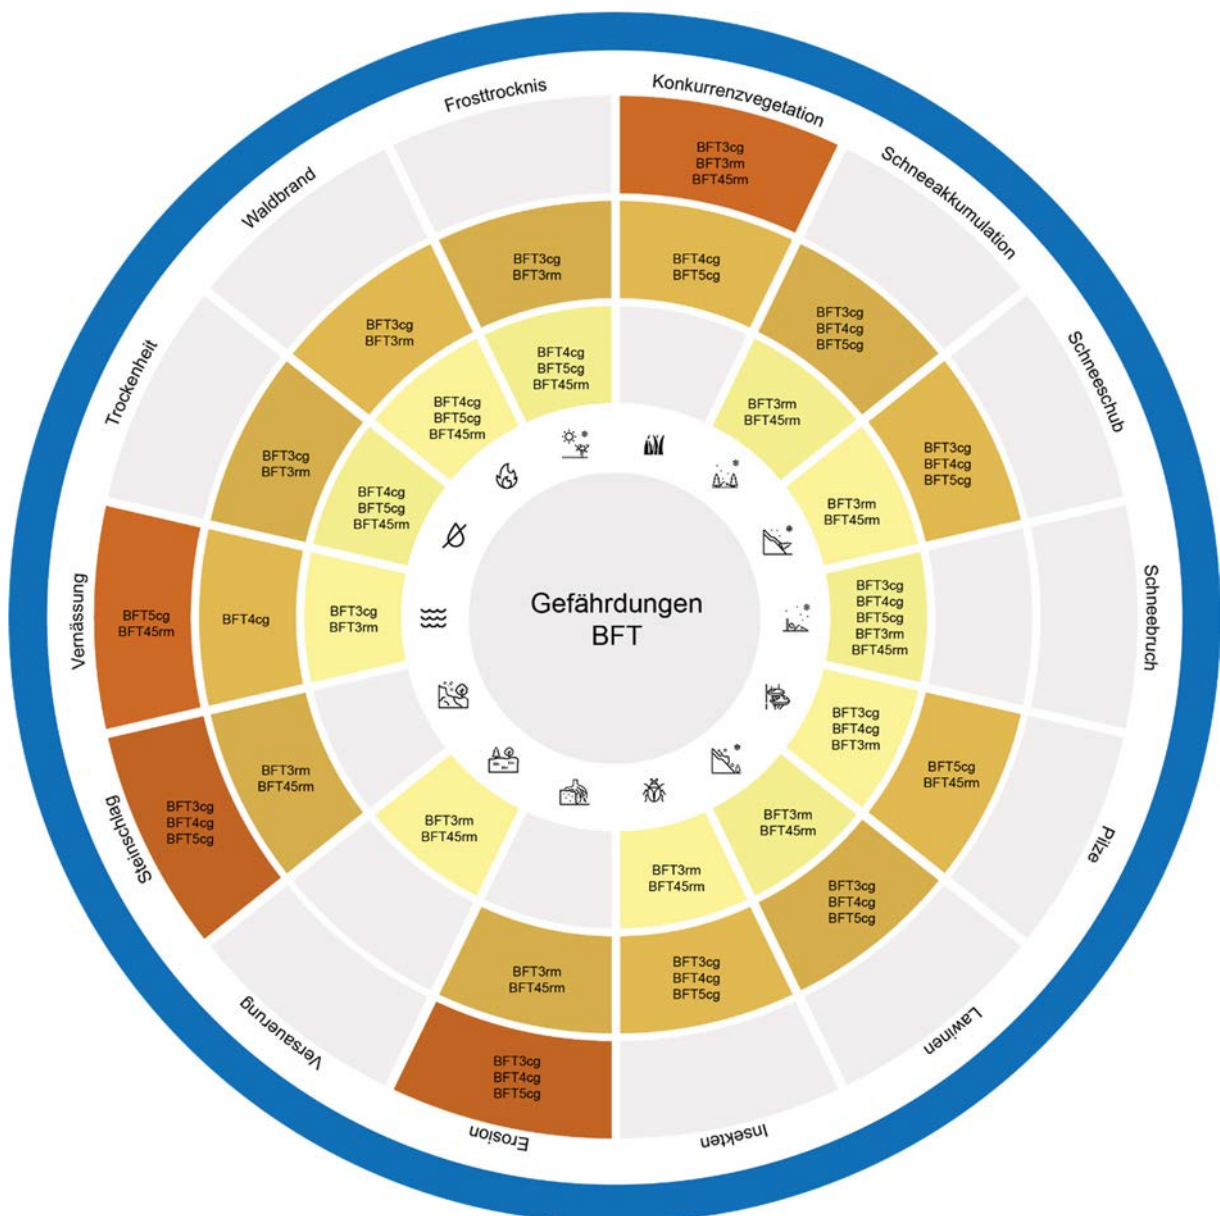 Gefährdungen
BFT
Konkurrenzvegetation
BFT3cg
BFT3rm
BFT45rm
BFT4cg
BFT5cg
Schneeakkumulation
BFT3cg
BFT4cg
BFT5cg
BFT3rm
BFT45rm
Schneeschub
BFT3cg
BFT4cg
BFT5cg
BFT3rm
BFT45rm
Schneebruch
BFT3cg
BFT4cg
BFT5cg
BFT3rm
BFT45rm
Pilze
BFT5cg
BFT45rm
BFT3cg
BFT4cg
BFT3rm
Lawinen
BFT3cg
BFT4cg
BFT5cg
BFT3rm
BFT45rm
Insekten
BFT3cg
BFT4cg
BFT5cg
BFT3rm
BFT45rm
Erosion
BFT3cg
BFT4cg
BFT5cg
BFT3rm
BFT45rm
Versauerung
BFT3rm
BFT45rm
Steinschlag
BFT3cg
BFT4cg
BFT5cg
BFT3rm
BFT45rm
Vernässung
BFT5cg
BFT45rm
BFT4cg
BFT3cg
BFT3rm
Trockenheit
BFT3cg
BFT3rm
BFT4cg
BFT5cg
BFT45rm
Waldbrand
BFT3cg
BFT3rm
BFT4cg
BFT5cg
BFT45rm
Frosttrocknis
BFT3cg
BFT3rm
BFT4cg
BFT5cg
BFT45rm